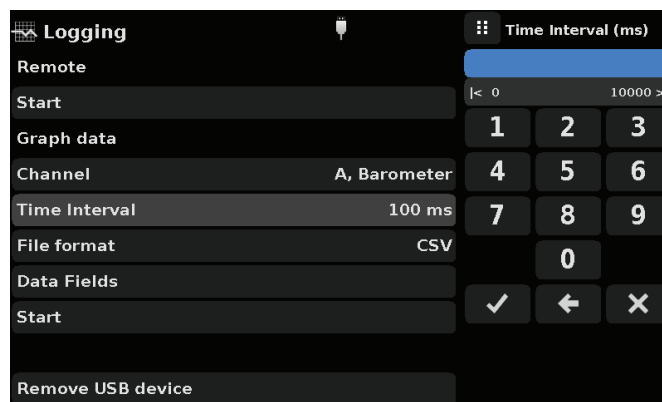 Logging
Remote
Start
Graph data
Channel A, Barometer
Time Interval 100 ms
File format CSV
Data Fields
Start
Remove USB device
Time Interval (ms)
|< 0 10000 >
1 2 3
4 5 6
7 8 9
0